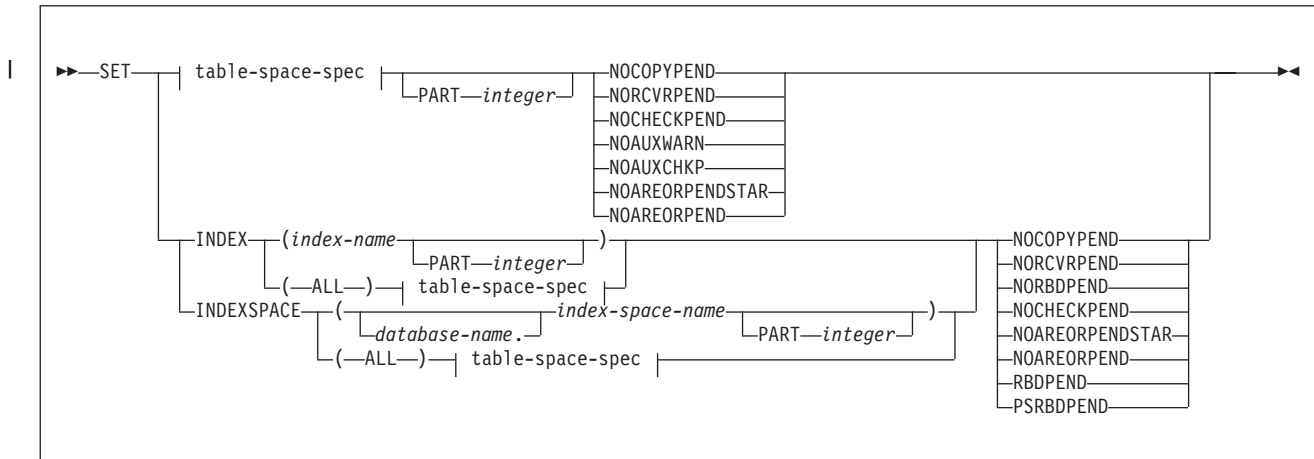 SET table-space-spec NOCOPYPEND
PART integer NORCVRPEND
NOCHECKPEND
NOAUXWARN
NOAUXCHKP
NOAREORPENDSTAR
NOAREORPEND
INDEX (index-name ) NOCOPYPEND
PART integer NORCVRPEND
( ALL ) table-space-spec NORBDPEND
INDEXSPACE ( index-space-name ) NOCHECKPEND
database-name. PART integer NOAREORPENDSTAR
( ALL ) table-space-spec NOAREORPEND
RBDPEND
PSRBDPEND